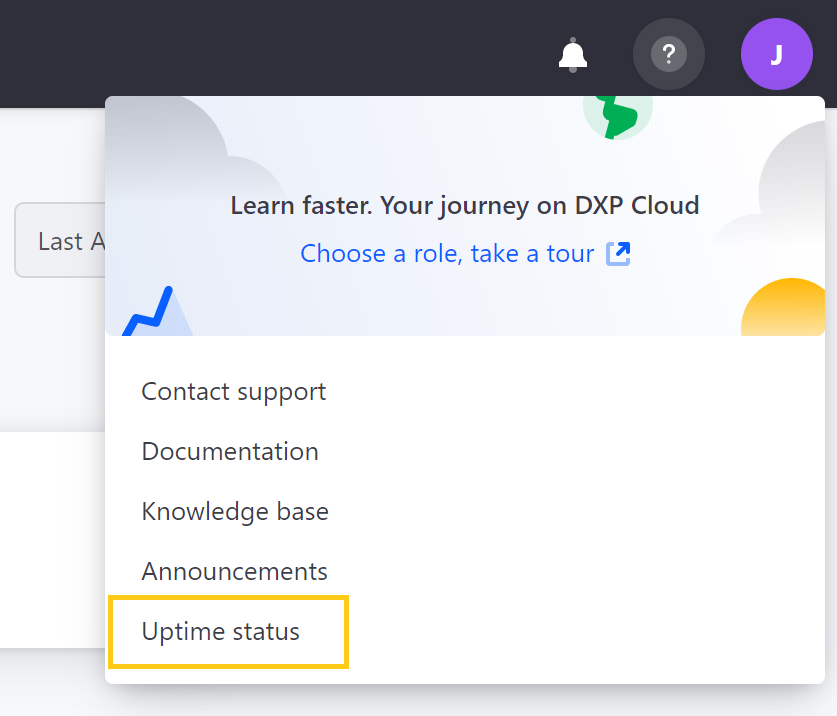 ?
J
Last A
Learn faster. Your journey on DXP Cloud
Choose a role, take a tour
Contact support
Documentation
Knowledge base
Announcements
Uptime status